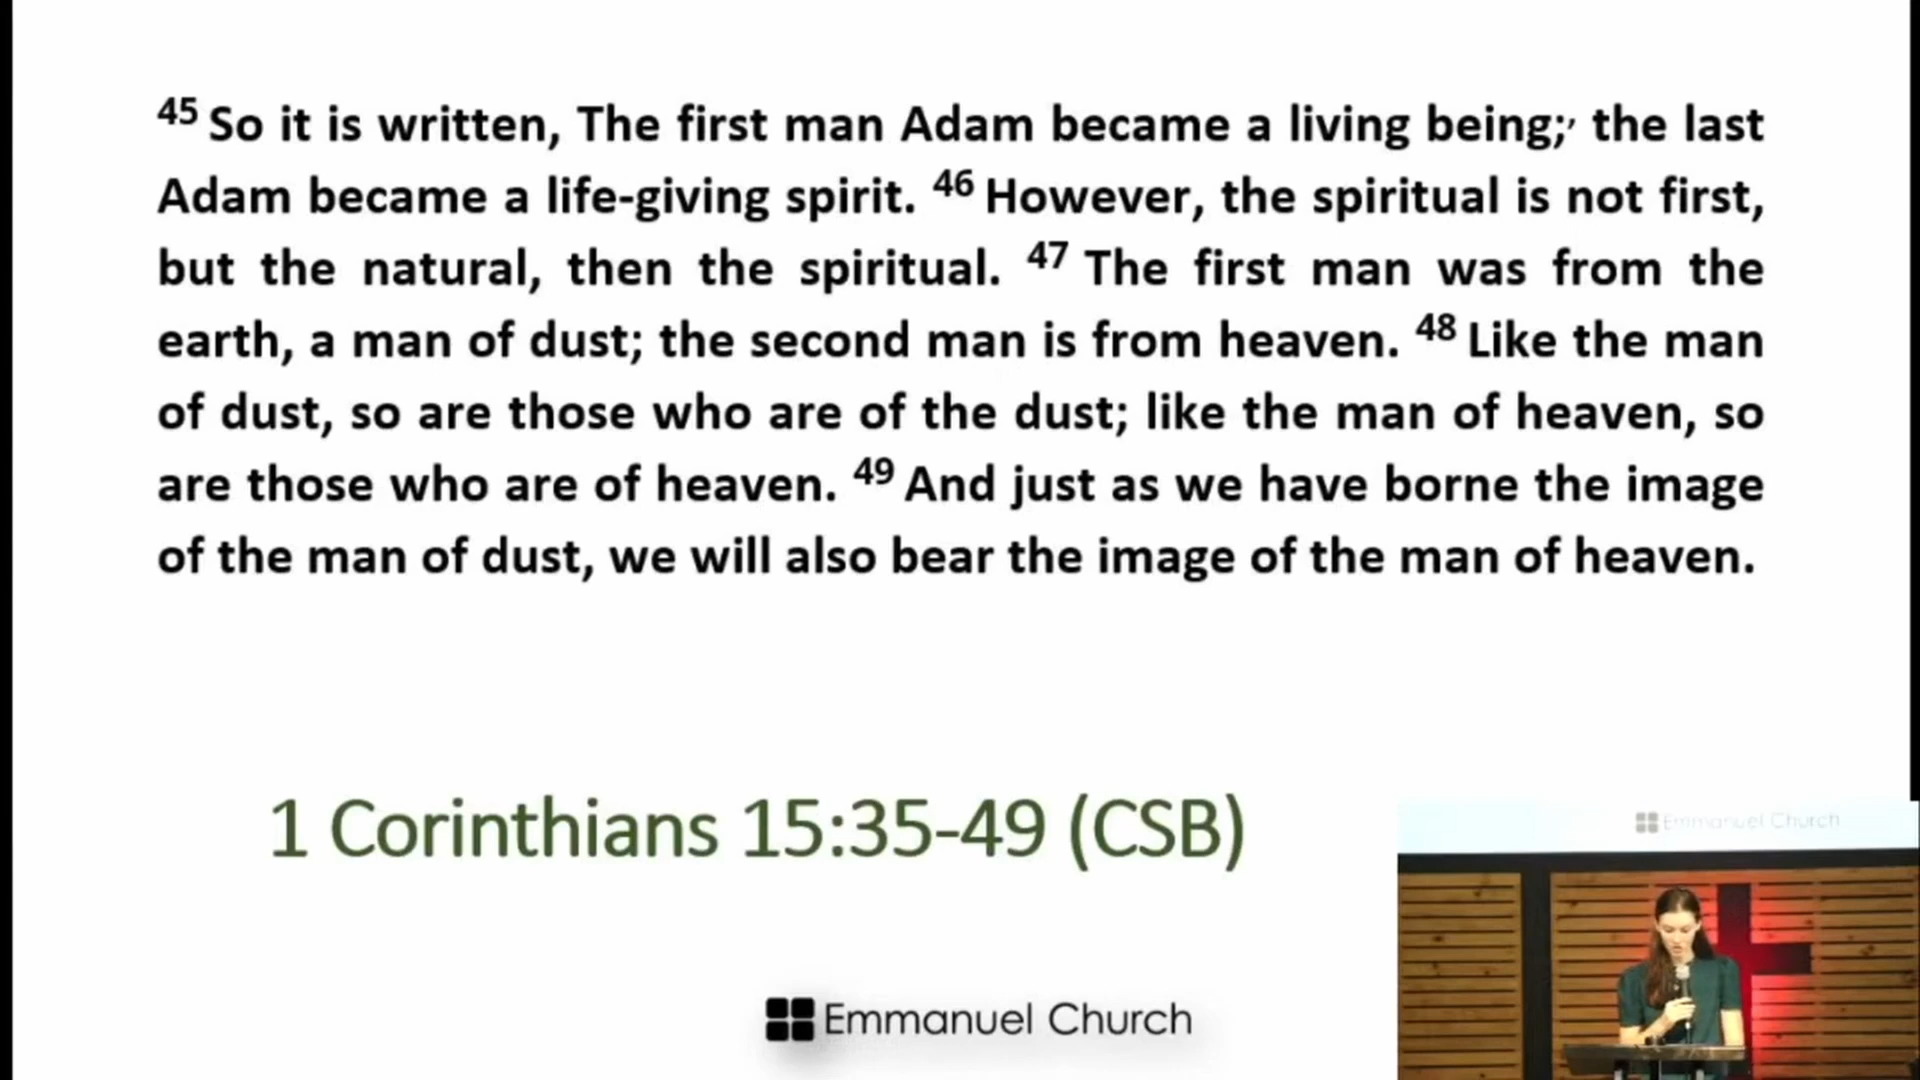 45 So it is written, The first man Adam became a living being;′ the last
Adam became a life-giving spirit. 46 However, the spiritual is not first,
but the natural, then the spiritual. 47 The first man was from the
earth, a man of dust; the second man is from heaven. 48 Like the man
of dust, so are those who are of the dust; like the man of heaven, so
are those who are of heaven. 49 And just as we have borne the image
of the man of dust, we will also bear the image of the man of heaven.
1 Corinthians 15:35-49 (CSB)
Emmanuel Church
Emmanuel Church